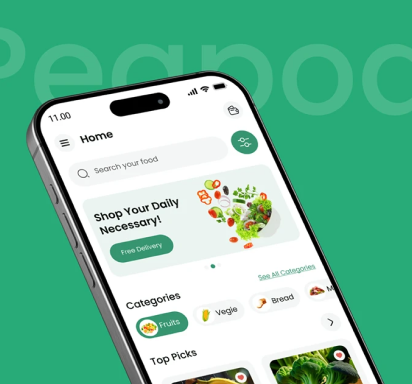 Peapod
11.00
Home
Search your food
Shop Your Daily
Necessary!
Free Delivery
See All Categories
Categories
Fruits
Vegie
Bread
M
Top Picks